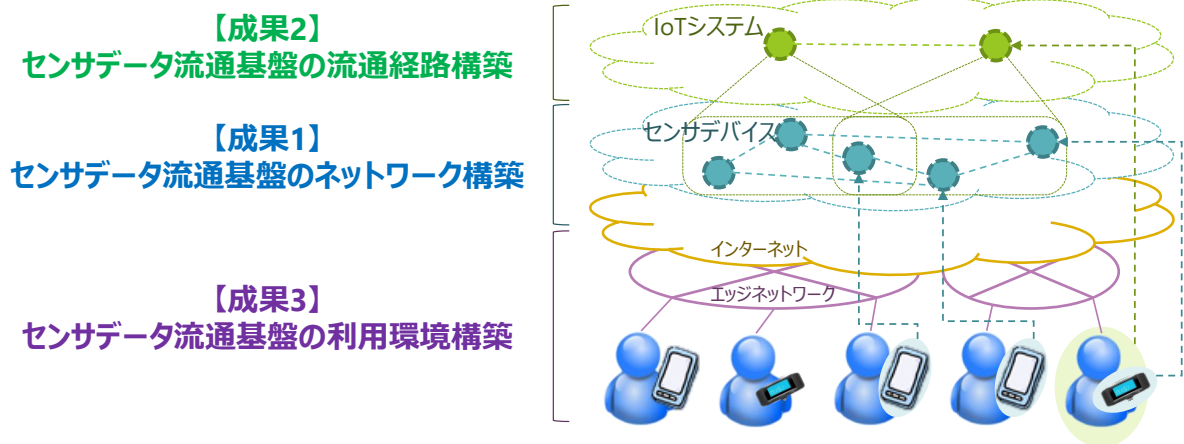 【成果2】
センサデータ流通基盤の流通経路構築
【成果1】
センサデータ流通基盤のネットワーク構築
【成果3】
センサデータ流通基盤の利用環境構築
IoTシステム
センサデバイス
インターネット
エッジネットワーク